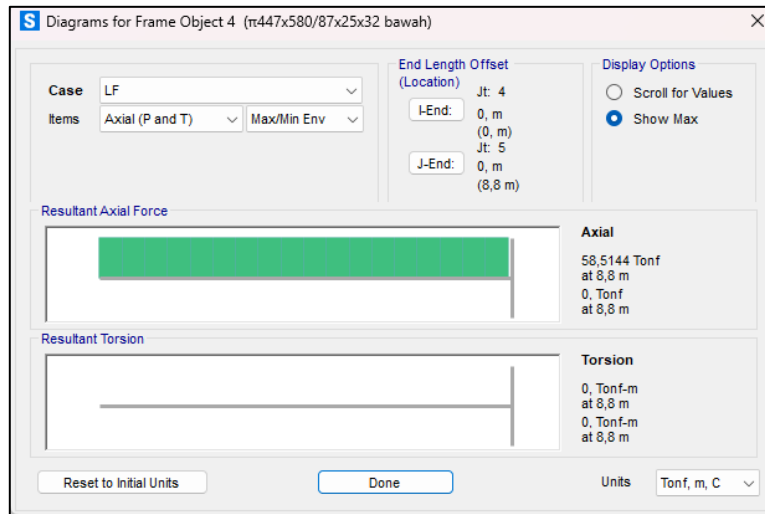 S Diagrams for Frame Object 4 (π447x580/87x25x32 bawah)
Case LF
Items Axial (P and T) Max/Min Env
End Length Offset
(Location)
Jt: 4
I-End: 0, m
(0, m)
Jt: 5
J-End: 0, m
(8,8 m)
Display Options
Scroll for Values
Show Max
Resultant Axial Force
Axial
58,5144 Tonf
at 8,8 m
0, Tonf
at 8,8 m
Resultant Torsion
Torsion
0, Tonf-m
at 8,8 m
0, Tonf-m
at 8,8 m
Reset to Initial Units Done Units Tonf, m, C